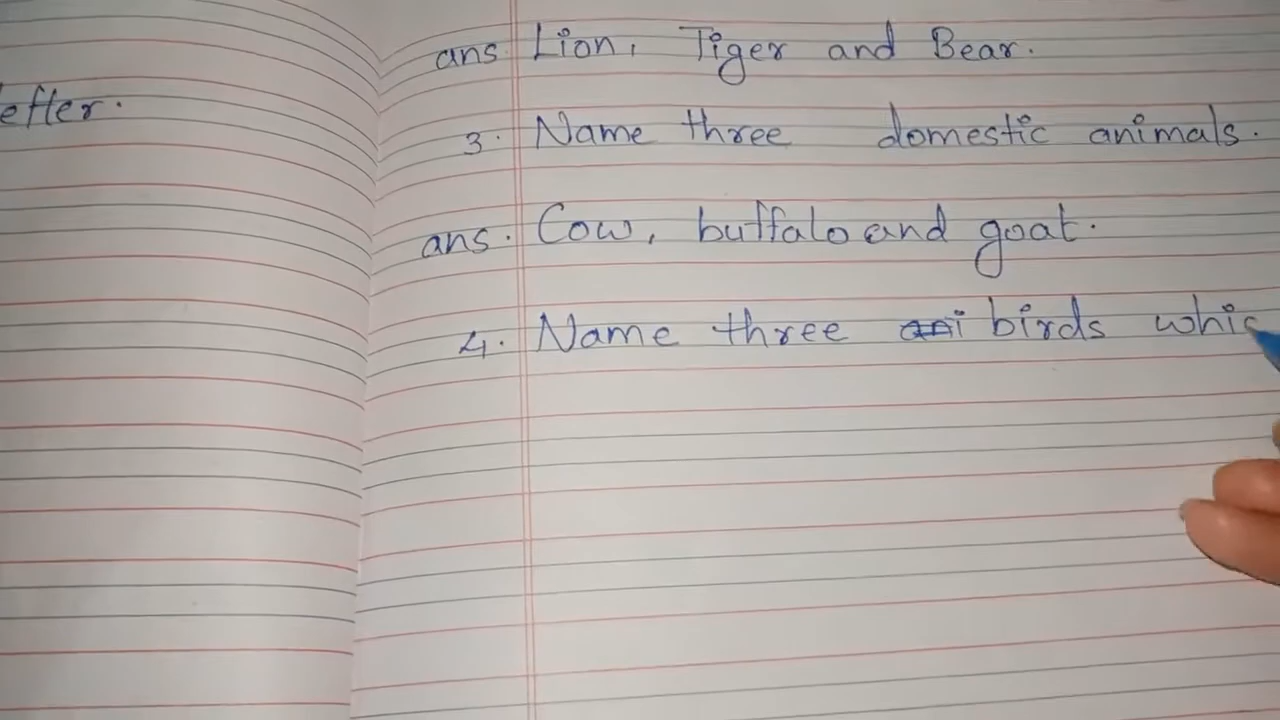 ans. Lion, Tiger and Bear.
3. Name three domestic animals.
ans. Cow, buffalo and goat.
4. Name three birds whic